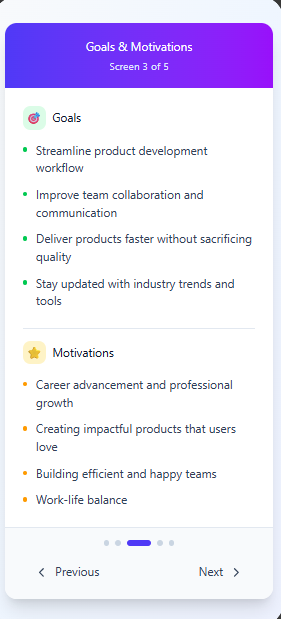 Goals & Motivations
Screen 3 of 5
Goals
Streamline product development
workflow
Improve team collaboration and
communication
Deliver products faster without sacrificing
quality
Stay updated with industry trends and
tools
Motivations
Career advancement and professional
growth
Creating impactful products that users
love
Building efficient and happy teams
Work-life balance
Previous
Next